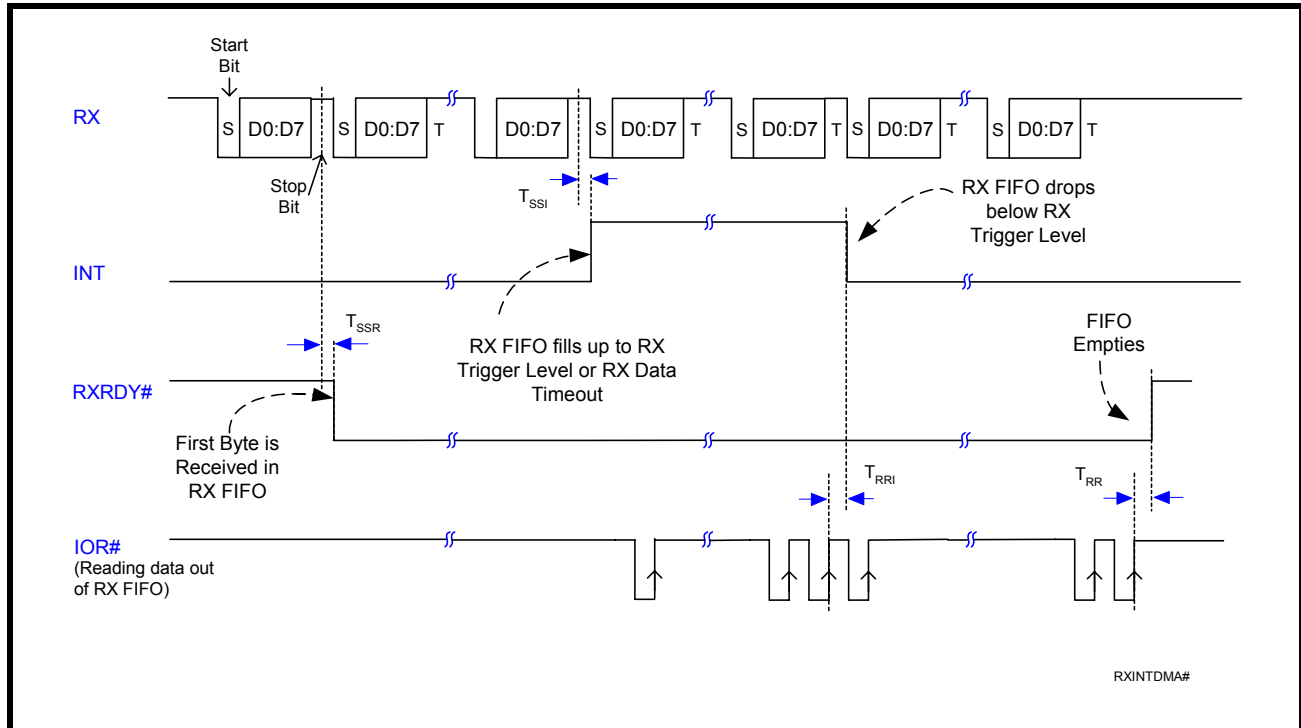 Start
Bit
RX
S D0:D7 S D0:D7 T D0:D7 S D0:D7 T S D0:D7 T S D0:D7 T S D0:D7 T
Stop
Bit
TSSI
RX FIFO drops
below RX
Trigger Level
INT
TSSR
RX FIFO fills up to RX
Trigger Level or RX Data
Timeout
FIFO
Empties
RXRDY#
First Byte is
Received in
RX FIFO
TRRI
TRR
IOR#
(Reading data out
of RX FIFO)
RXINTDMA#